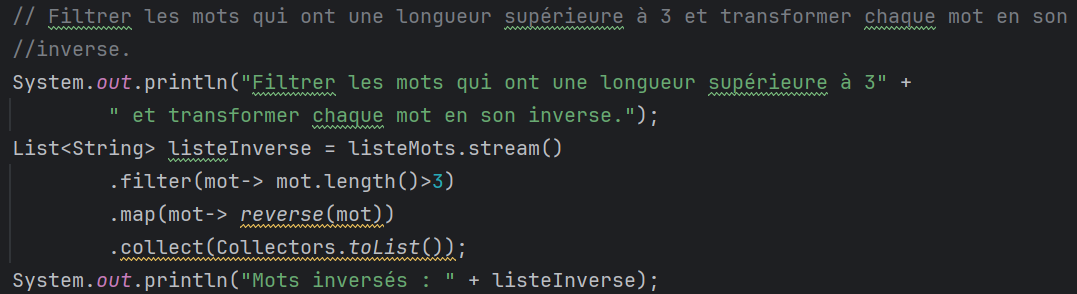 // Filtrer les mots qui ont une longueur supérieure à 3 et transformer chaque mot en son
//inverse.
System.out.println("Filtrer les mots qui ont une longueur supérieure à 3" +
        " et transformer chaque mot en son inverse.");
List<String> listeInverse = listeMots.stream()
        .filter(mot-> mot.length()>3)
        .map(mot-> reverse(mot))
        .collect(Collectors.toList());
System.out.println("Mots inversés : " + listeInverse);